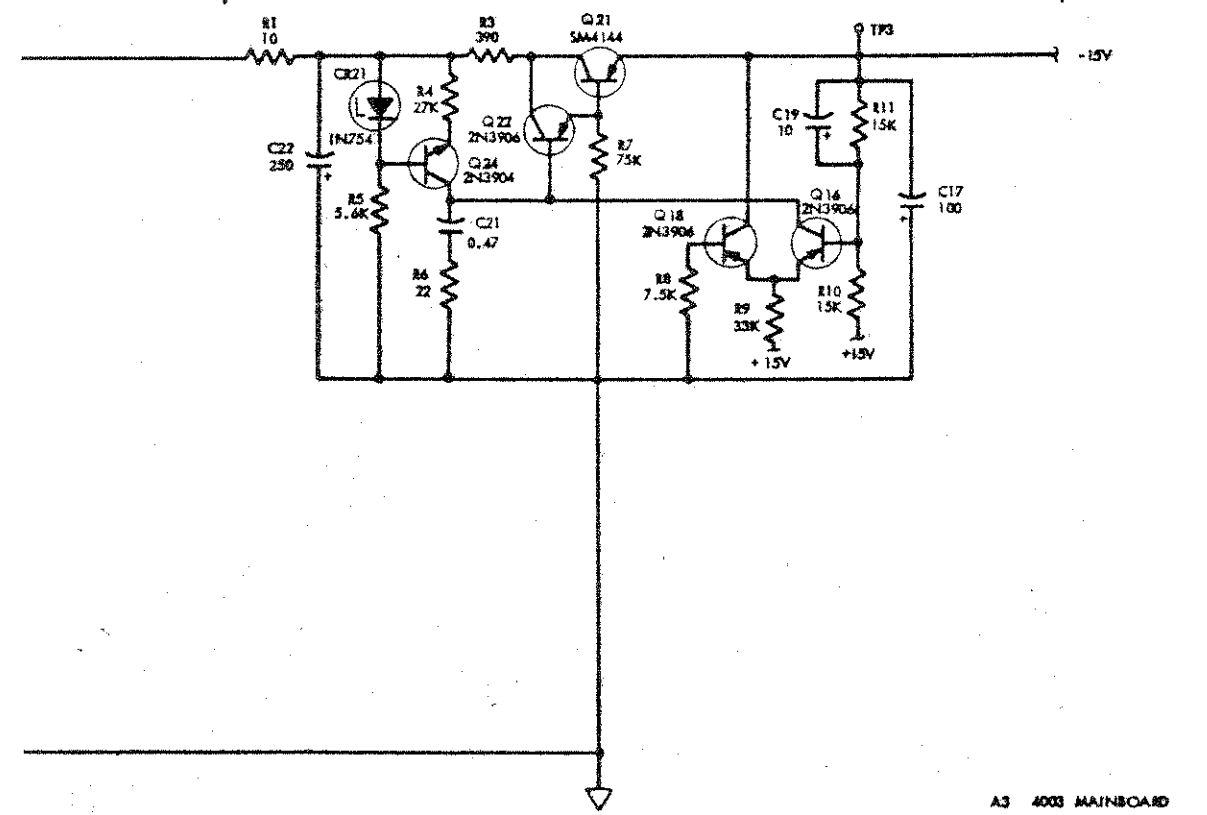 R1
10
R3
390
Q21
SM4144
TP3
-15V
CR21
1N754
R4
27K
Q22
2N3906
R7
75K
C19
10
+
R11
15K
C22
250
+
Q24
2N3904
R5
5.6K
C21
0.47
Q18
2N3906
Q16
2N3906
C17
100
+
R6
22
R8
7.5K
R9
33K
+15V
R10
15K
+15V
A3 4003 MAINBOARD